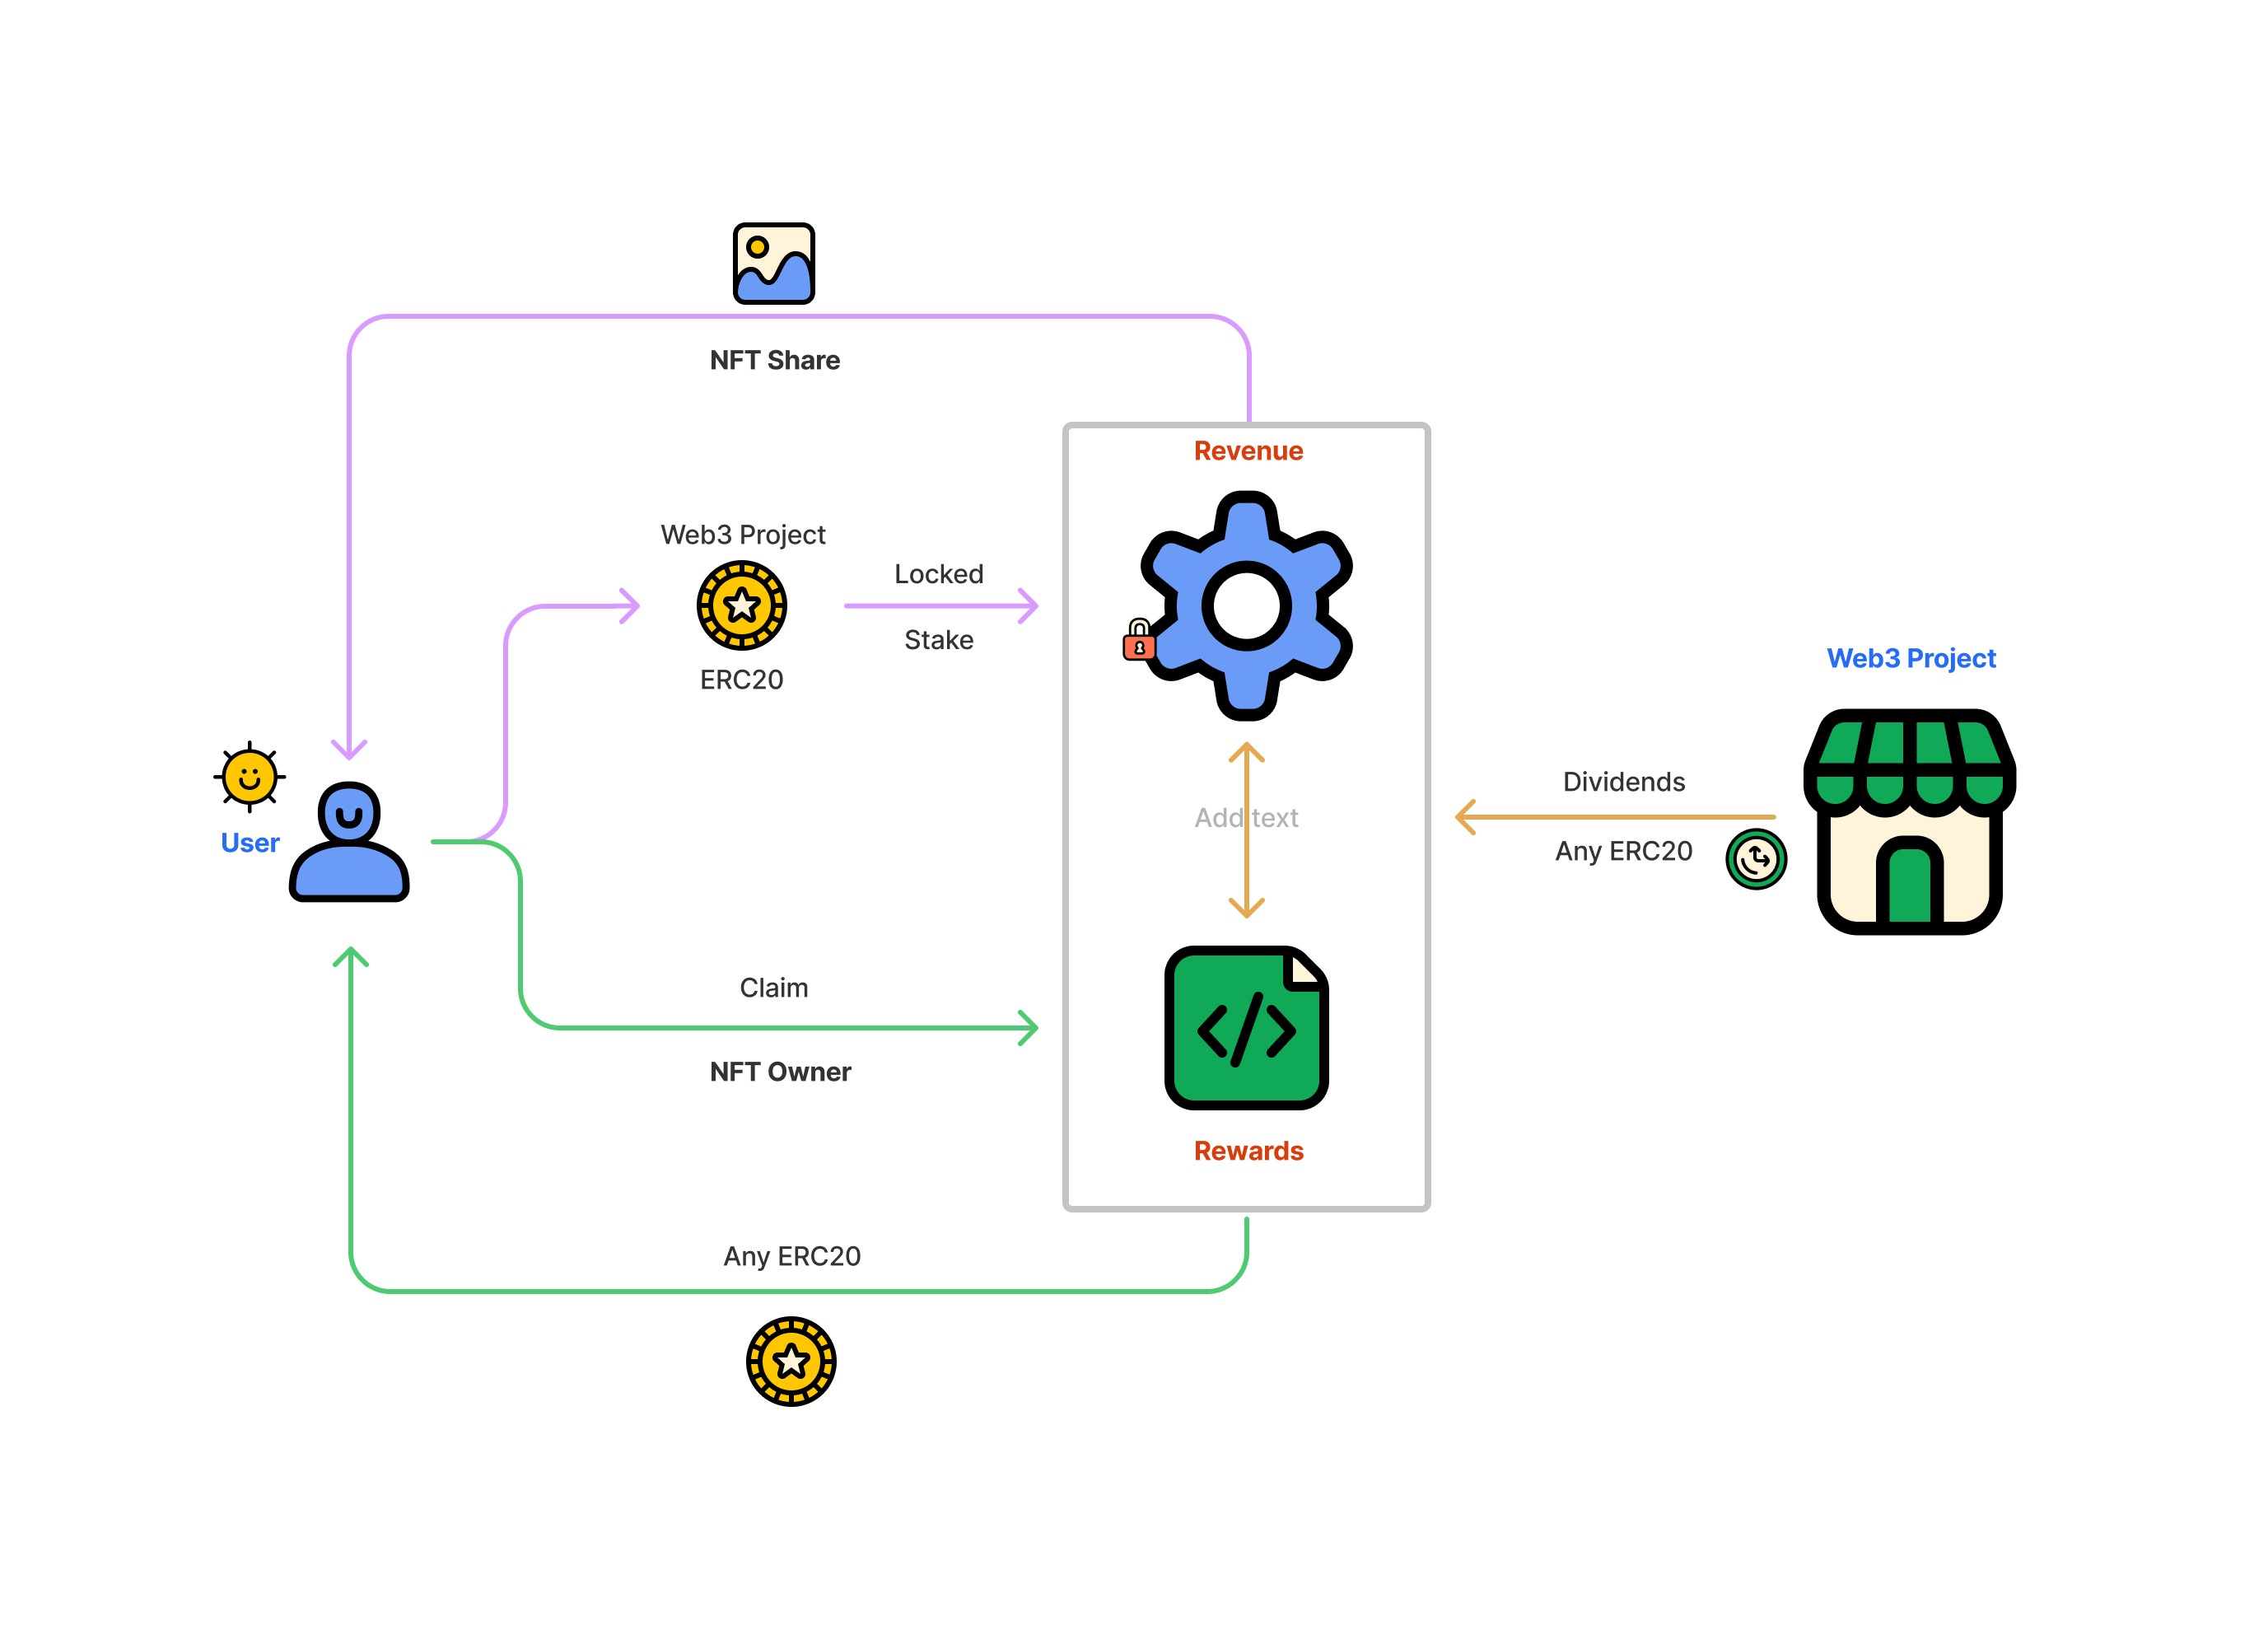 NFT Share
Revenue
Web3 Project
Locked
Stake
ERC20
Web3 Project
Dividends
Add text
User
Any ERC20
Claim
NFT Owner
Rewards
Any ERC20